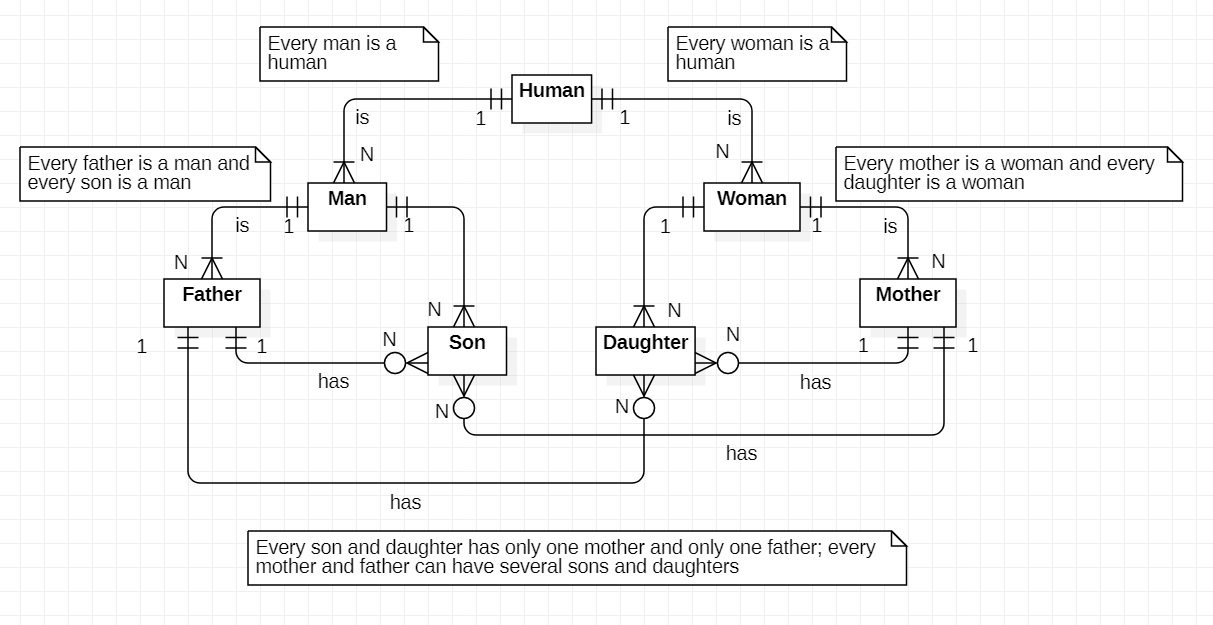 Every man is a
human
Every woman is a
human
Human
1
1
is
is
N
N
Every father is a man and
every son is a man
Every mother is a woman and every
daughter is a woman
Man
Woman
is
1
1
1
1
is
N
N
Father
Mother
N
N
Son
Daughter
1
1
N
N
1
1
has
has
N
N
has
has
Every son and daughter has only one mother and only one father; every
mother and father can have several sons and daughters